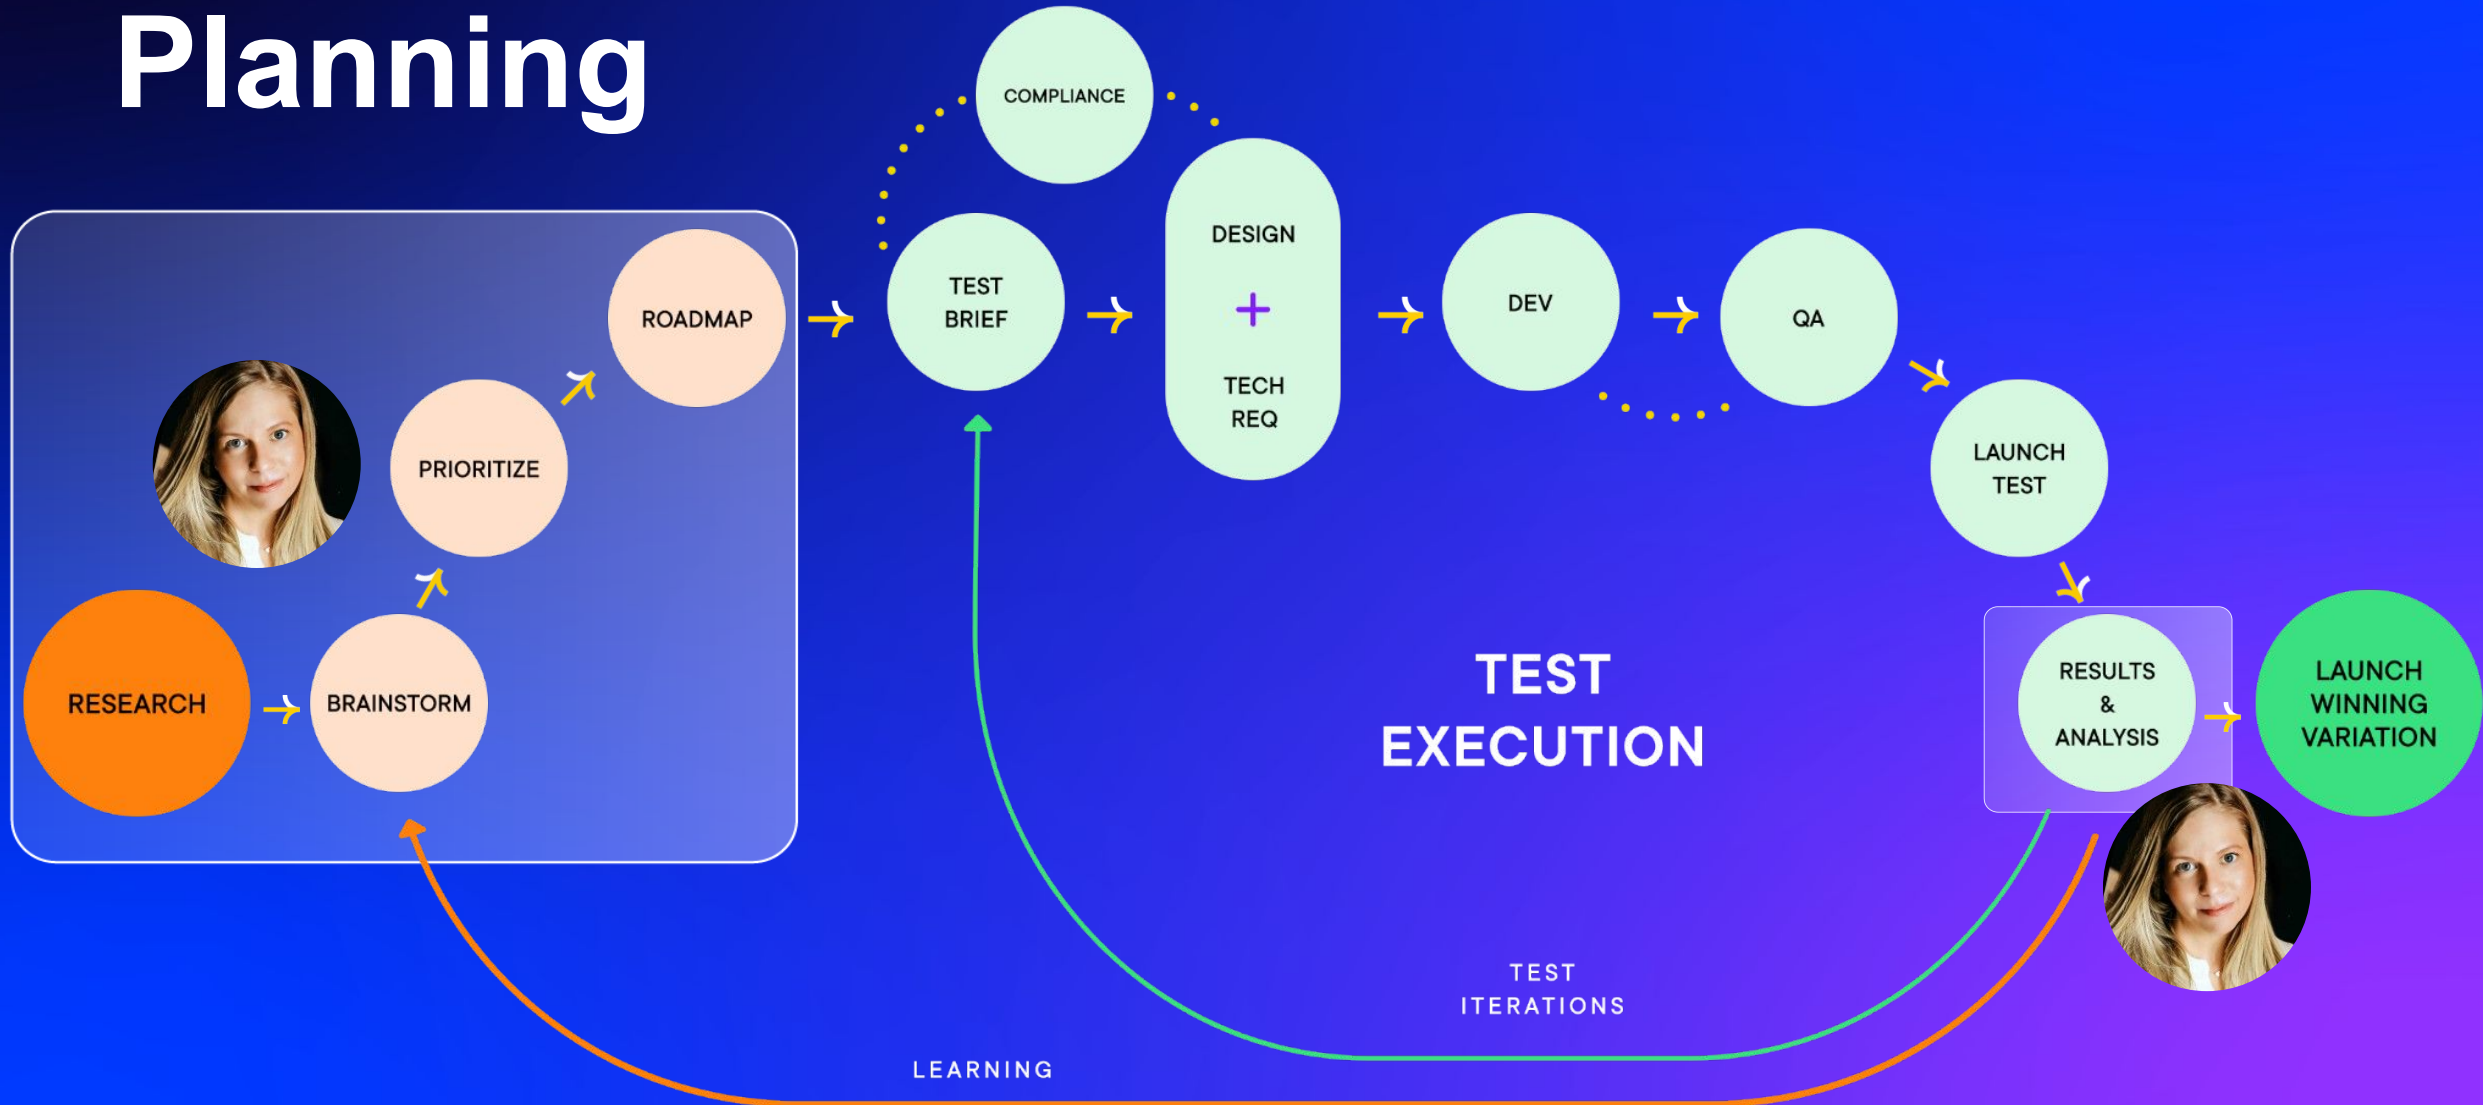 Planning
COMPLIANCE
DESIGN
+
TECH
REQ
TEST
BRIEF
ROADMAP
DEV
QA
PRIORITIZE
LAUNCH
TEST
RESEARCH
BRAINSTORM
TEST
EXECUTION
RESULTS
&
ANALYSIS
LAUNCH
WINNING
VARIATION
TEST
ITERATIONS
LEARNING